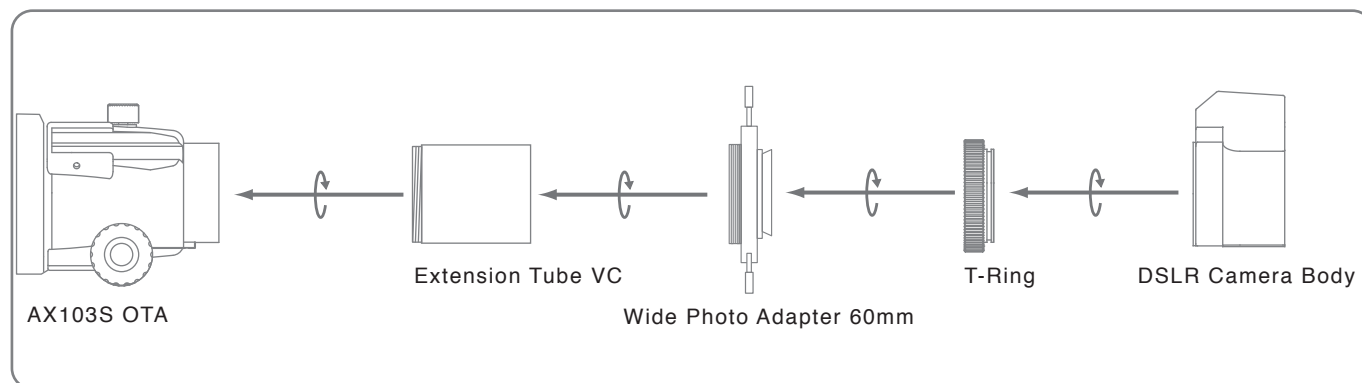 AX103S OTA
Extension Tube VC
Wide Photo Adapter 60mm
T-Ring
DSLR Camera Body